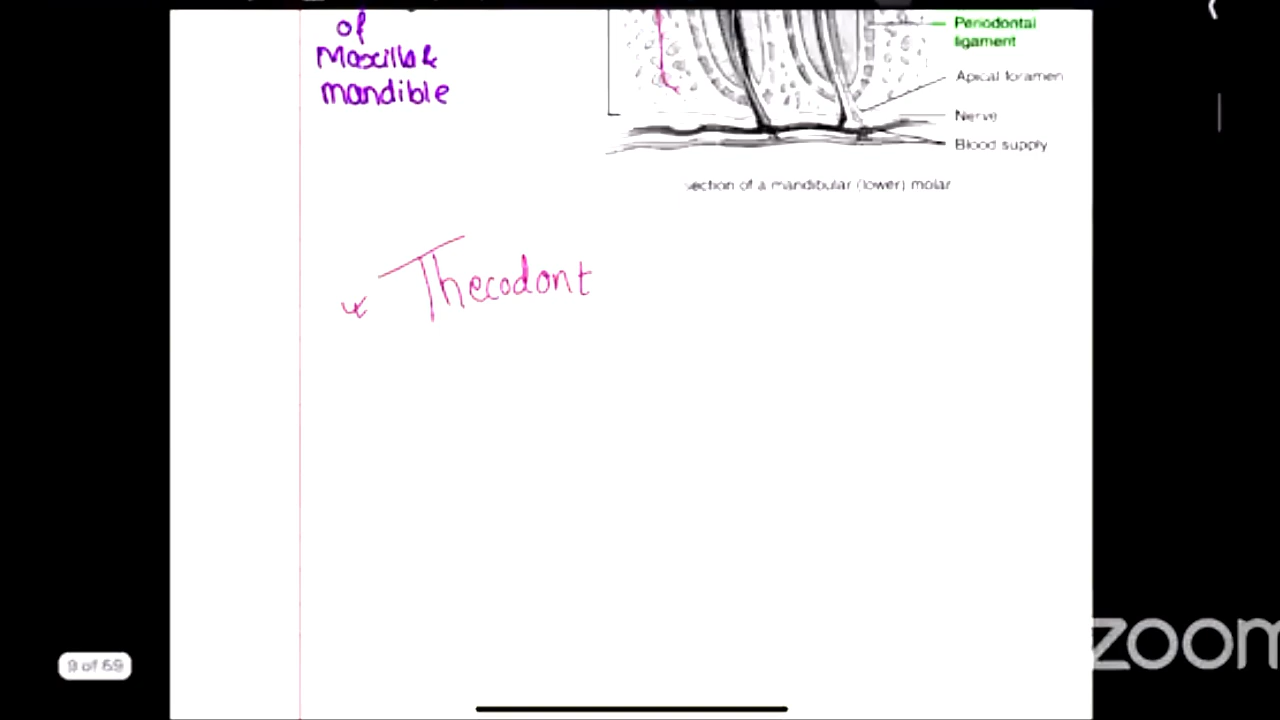 of
Maxilla &
mandible
Periodontal
ligament
Apical foramen
Nerve
Blood supply
section of a mandibular (lower) molar
Thecodont
9 of 69
zoom